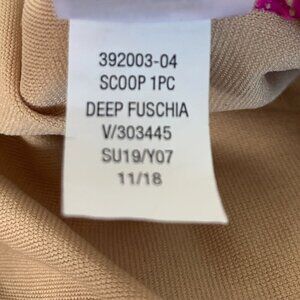 392003-04
SCOOP 1PC
DEEP FUSCHIA
V/303445
SU19/Y07
11/18